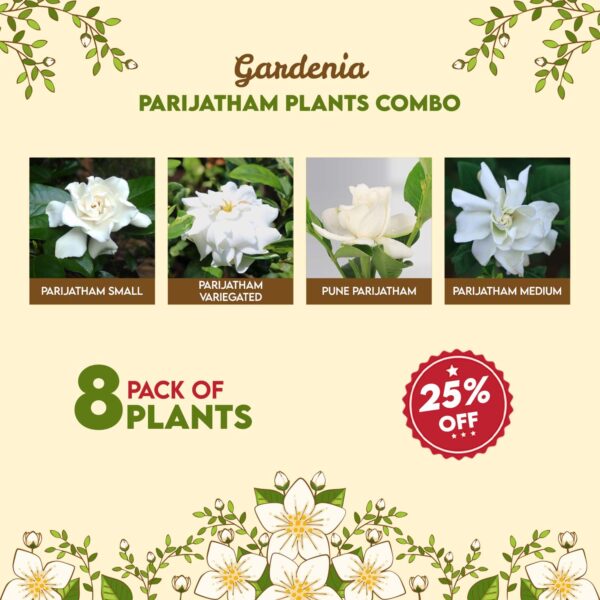 Gardenia
PARIJATHAM PLANTS COMBO
PARIJATHAM SMALL
PARIJATHAM
VARIEGATED
PUNE PARIJATHAM
PARIJATHAM MEDIUM
8 PACK OF
PLANTS
25%
OFF